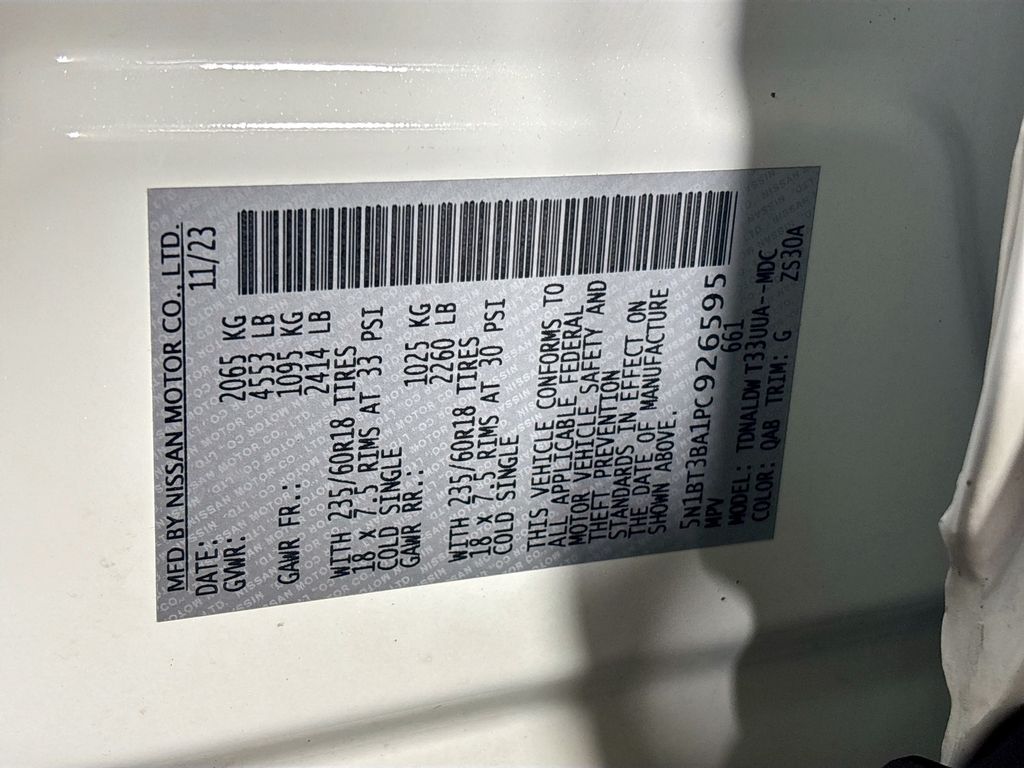 MFD BY NISSAN MOTOR CO., LTD.
DATE: 11/23
GVWR: 2065 KG
4553 LB
GAWR FR.: 1095 KG
2414 LB
WITH 235/60R18 TIRES
18 X 7.5 RIMS AT 33 PSI
COLD SINGLE
GAWR RR.: 1025 KG
2260 LB
WITH 235/60R18 TIRES
18 X 7.5 RIMS AT 30 PSI
COLD SINGLE
THIS VEHICLE CONFORMS TO
ALL APPLICABLE FEDERAL
MOTOR VEHICLE SAFETY AND
THEFT PREVENTION
STANDARDS IN EFFECT ON
THE DATE OF MANUFACTURE
SHOWN ABOVE.
5N1BT3BA1PC926595
MPV 661
MODEL: TDNALDW T33UUA--MDC
COLOR: QAB TRIM: G ZS30A